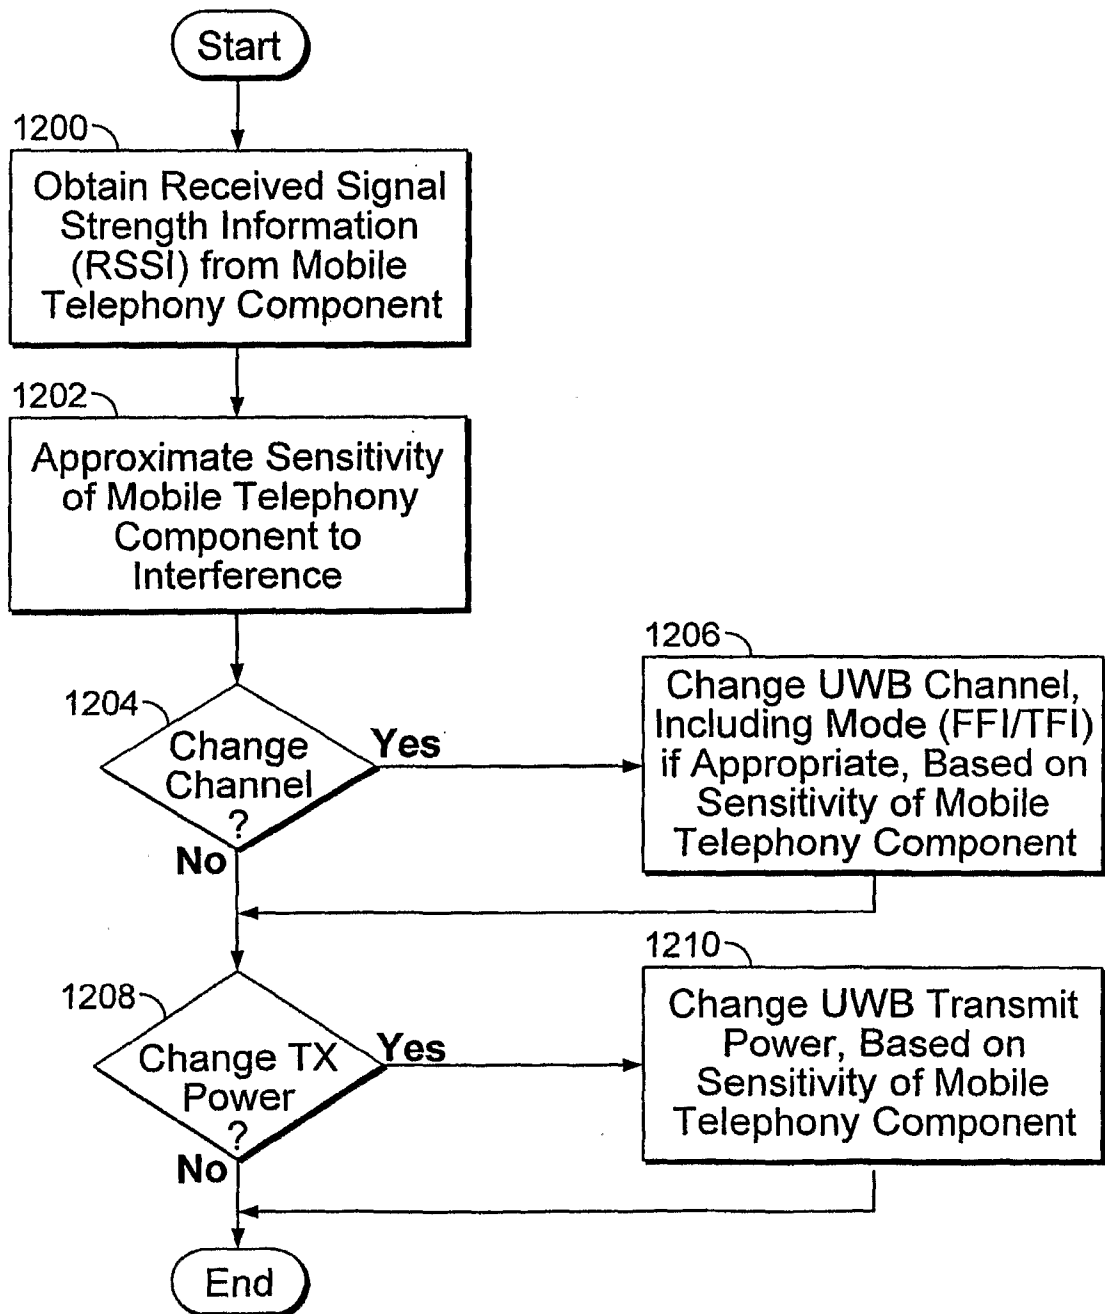 Start
1200
Obtain Received Signal
Strength Information
(RSSI) from Mobile
Telephony Component
1202
Approximate Sensitivity
of Mobile Telephony
Component to
Interference
1204
Change
Channel
?
Yes
No
1206
Change UWB Channel,
Including Mode (FFI/TFI)
if Appropriate, Based on
Sensitivity of Mobile
Telephony Component
1208
Change TX
Power
?
Yes
No
1210
Change UWB Transmit
Power, Based on
Sensitivity of Mobile
Telephony Component
End